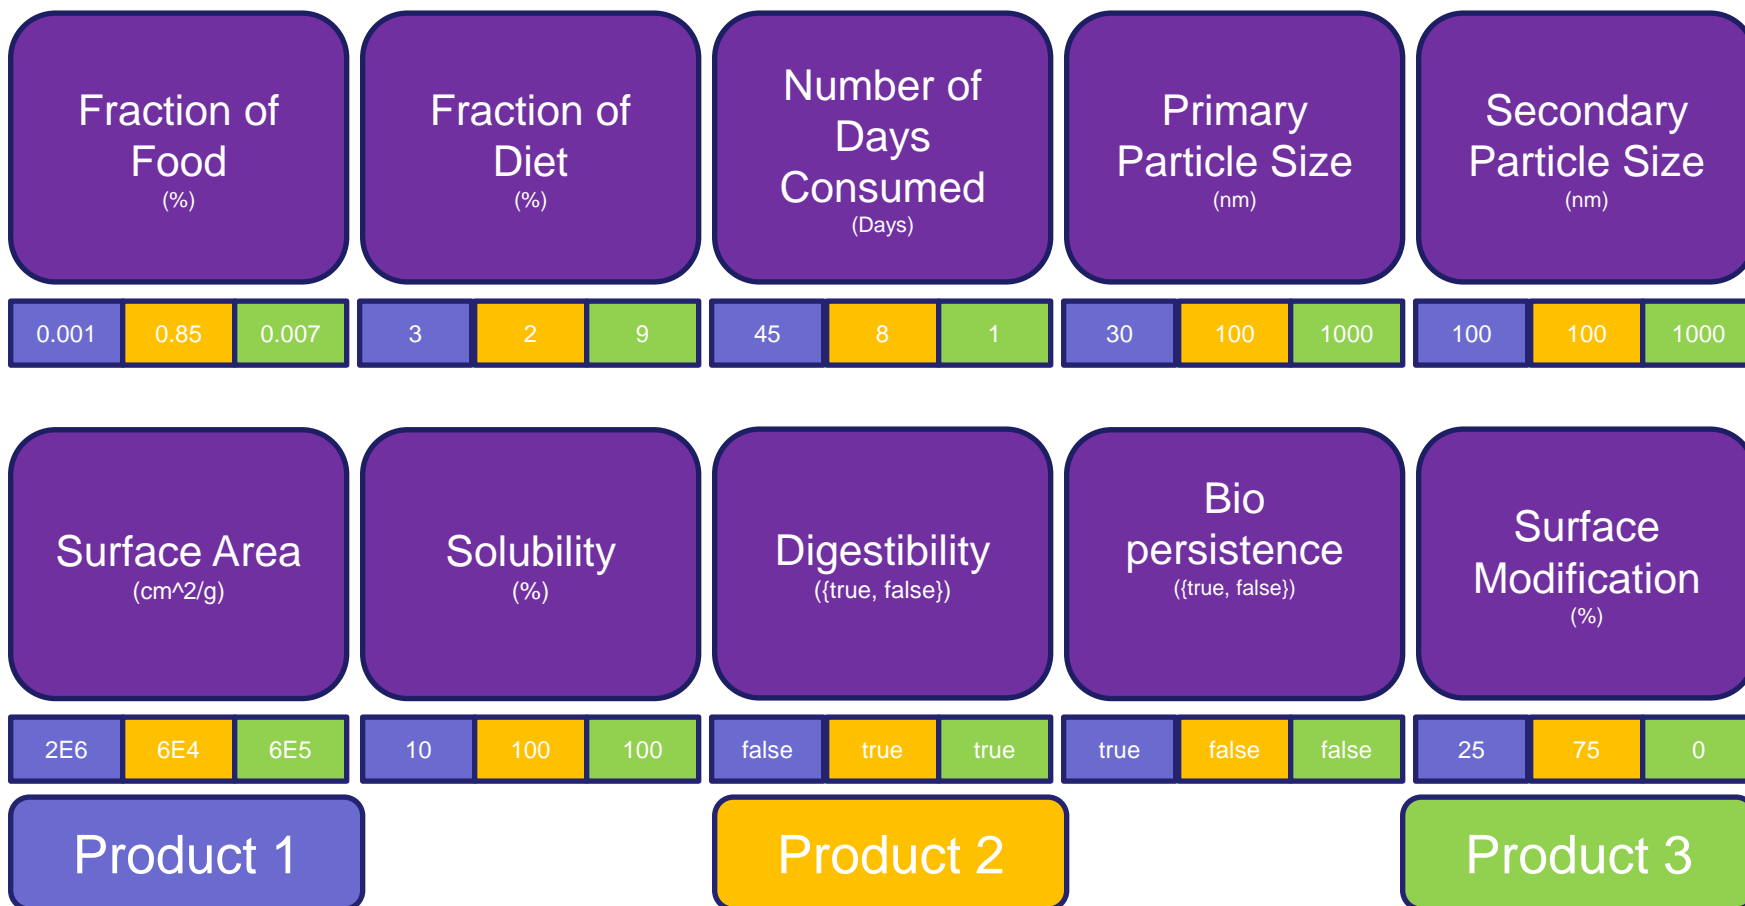 Fraction of
Food
(%)
Fraction of
Diet
(%)
Number of
Days
Consumed
(Days)
Primary
Particle Size
(nm)
Secondary
Particle Size
(nm)
0.001 0.85 0.007
3 2 9
45 8 1
30 100 1000
100 100 1000
Surface Area
(cm^2/g)
Solubility
(%)
Digestibility
({true, false})
Bio
persistence
({true, false})
Surface
Modification
(%)
2E6 6E4 6E5
10 100 100
false true true
true false false
25 75 0
Product 1
Product 2
Product 3